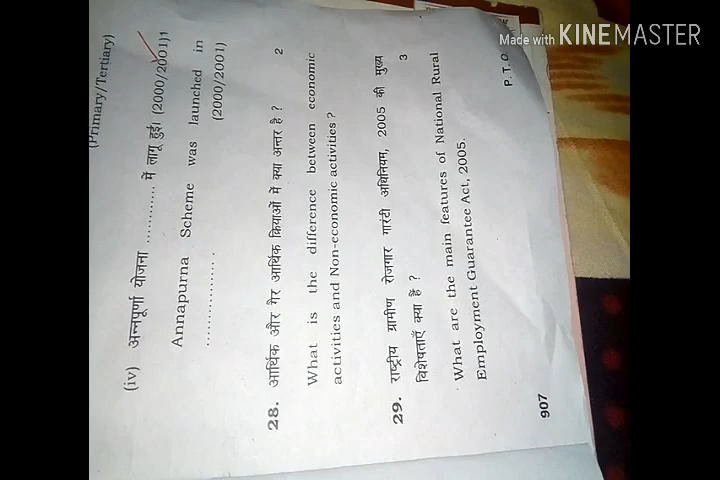 (Primary/Tertiary)
(iv) अन्नपूर्णा योजना ............ में लागू हुई। (2000/2001)1
Annapurna Scheme was launched in
.................. . (2000/2001)
28. आर्थिक और गैर आर्थिक क्रियाओं में क्या अन्तर है ? 2
What is the difference between economic
activities and Non-economic activities ?
29. राष्ट्रीय ग्रामीण रोजगार गारंटी अधिनियम, 2005 की मुख्य
विशेषताएँ क्या हैं ? 3
What are the main features of National Rural
Employment Guarantee Act, 2005.
907 P. T. O.
Made with KINEMASTER